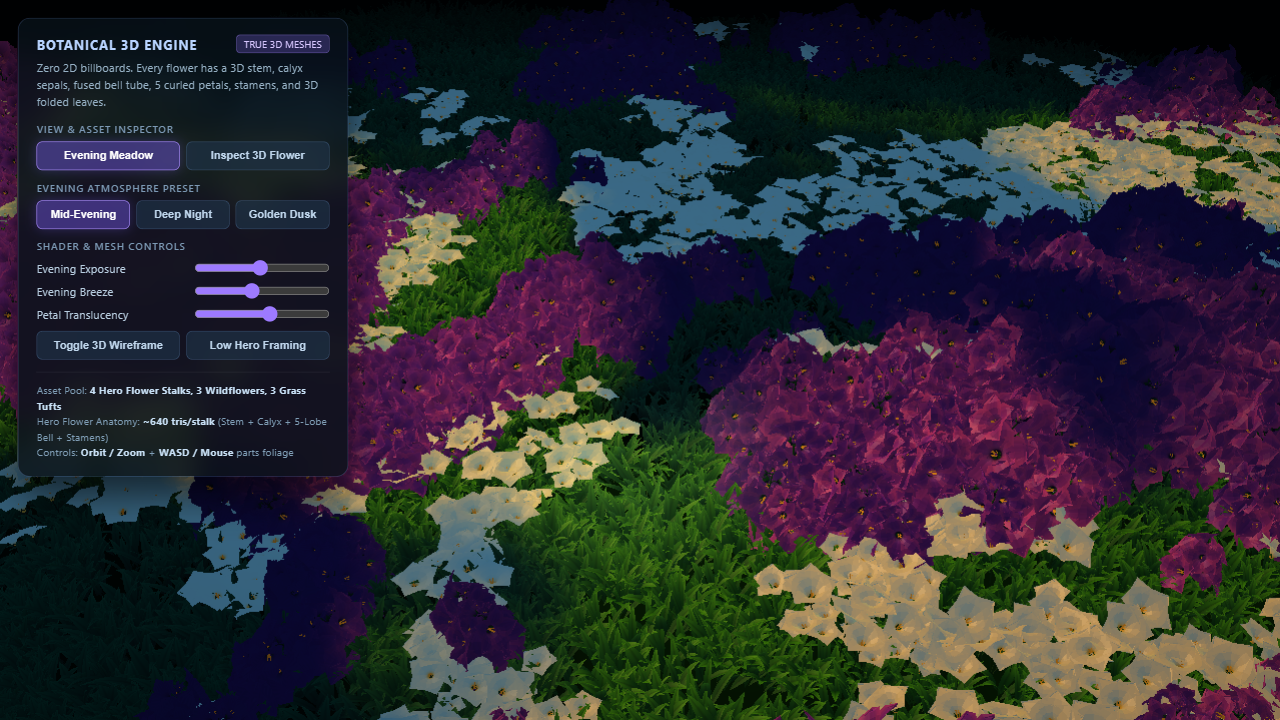 BOTANICAL 3D ENGINE
TRUE 3D MESHES
Zero 2D billboards. Every flower has a 3D stem, calyx
sepals, fused bell tube, 5 curled petals, stamens, and 3D
folded leaves.
VIEW & ASSET INSPECTOR
Evening Meadow
Inspect 3D Flower
EVENING ATMOSPHERE PRESET
Mid-Evening
Deep Night
Golden Dusk
SHADER & MESH CONTROLS
Evening Exposure
Evening Breeze
Petal Translucency
Toggle 3D Wireframe
Low Hero Framing
Asset Pool: 4 Hero Flower Stalks, 3 Wildflowers, 3 Grass
Tufts
Hero Flower Anatomy: ~640 tris/stalk (Stem + Calyx + 5-Lobe
Bell + Stamens)
Controls: Orbit / Zoom + WASD / Mouse parts foliage